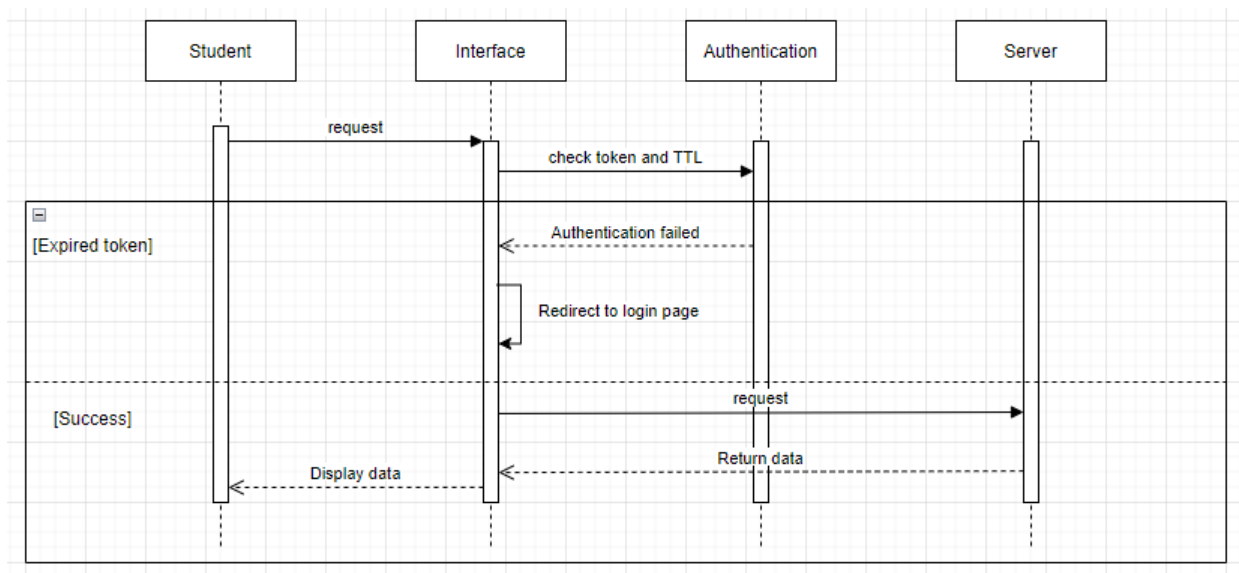 Student
Interface
Authentication
Server
request
check token and TTL
[Expired token]
Authentication failed
Redirect to login page
[Success]
request
Return data
Display data